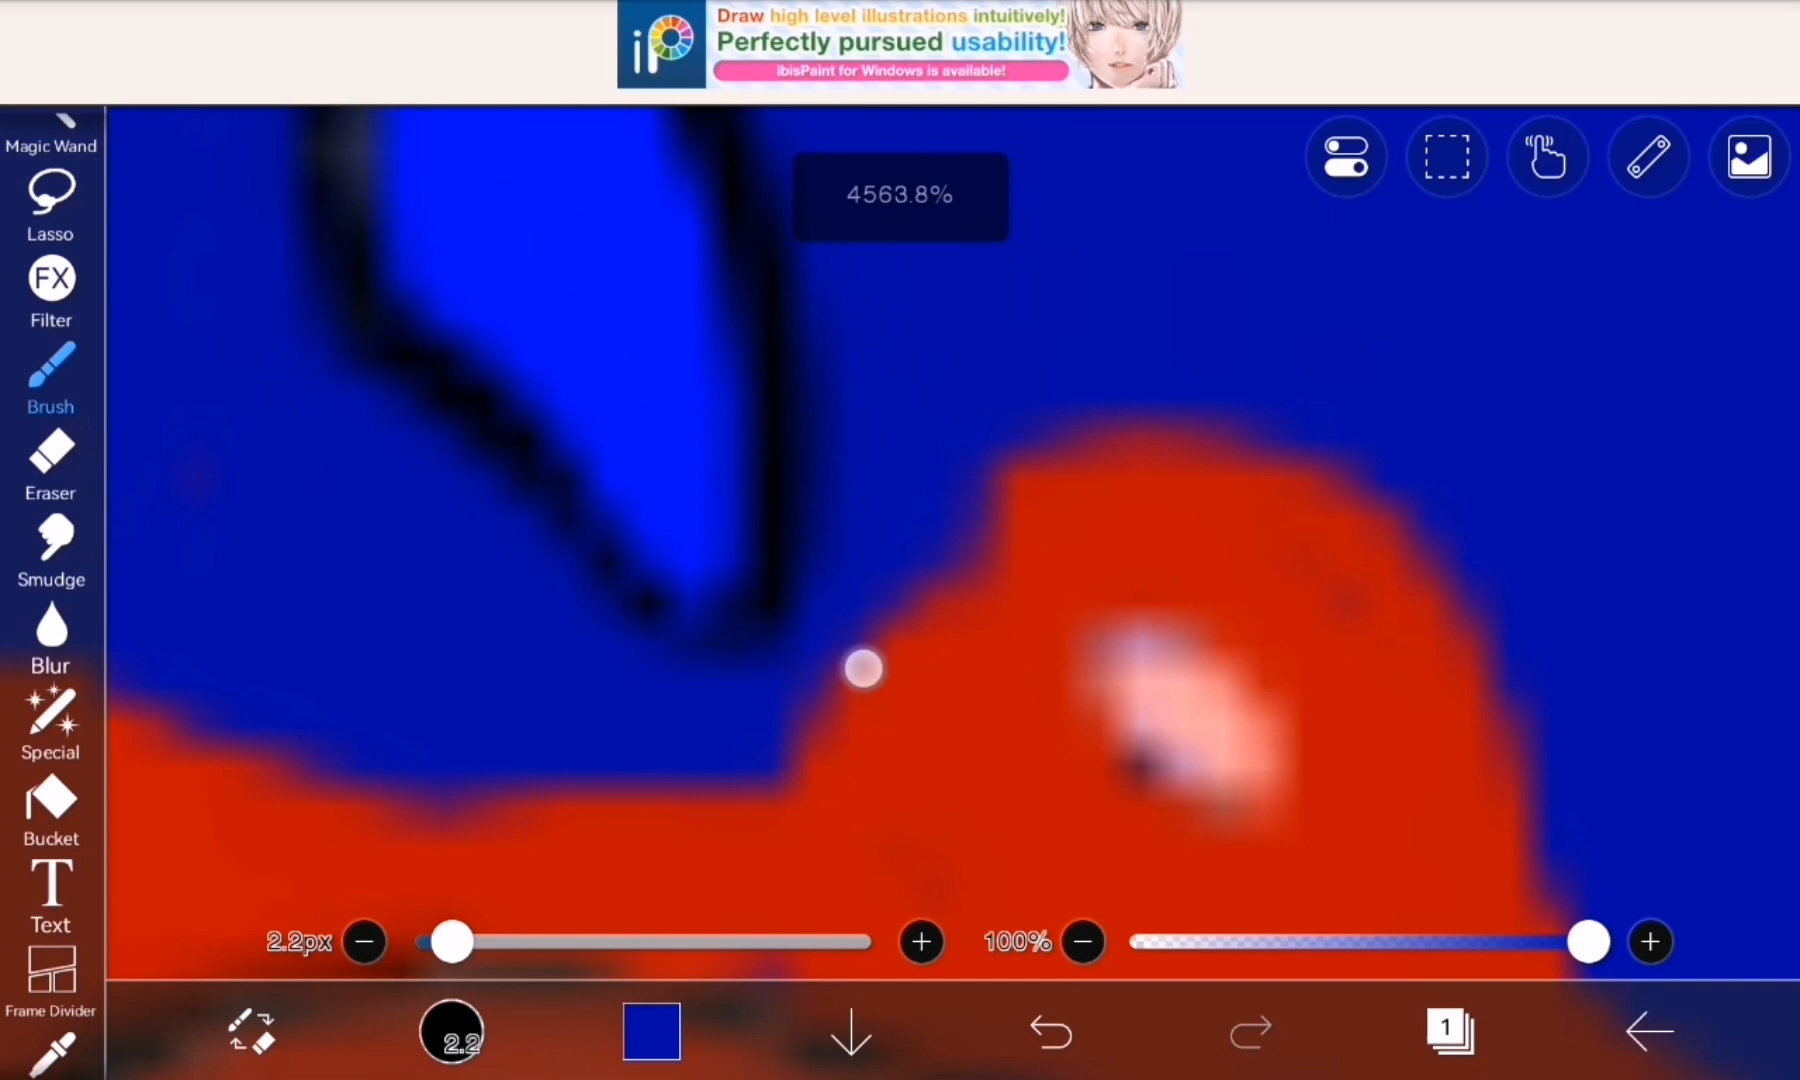 iP
Draw high level illustrations intuitively!
Perfectly pursued usability!
ibisPaint for Windows is available!
Magic Wand
Lasso
FX
Filter
Brush
Eraser
Smudge
Blur
Special
Bucket
T
Text
Frame Divider
4563.8%
2.2px
100%
2.2
1